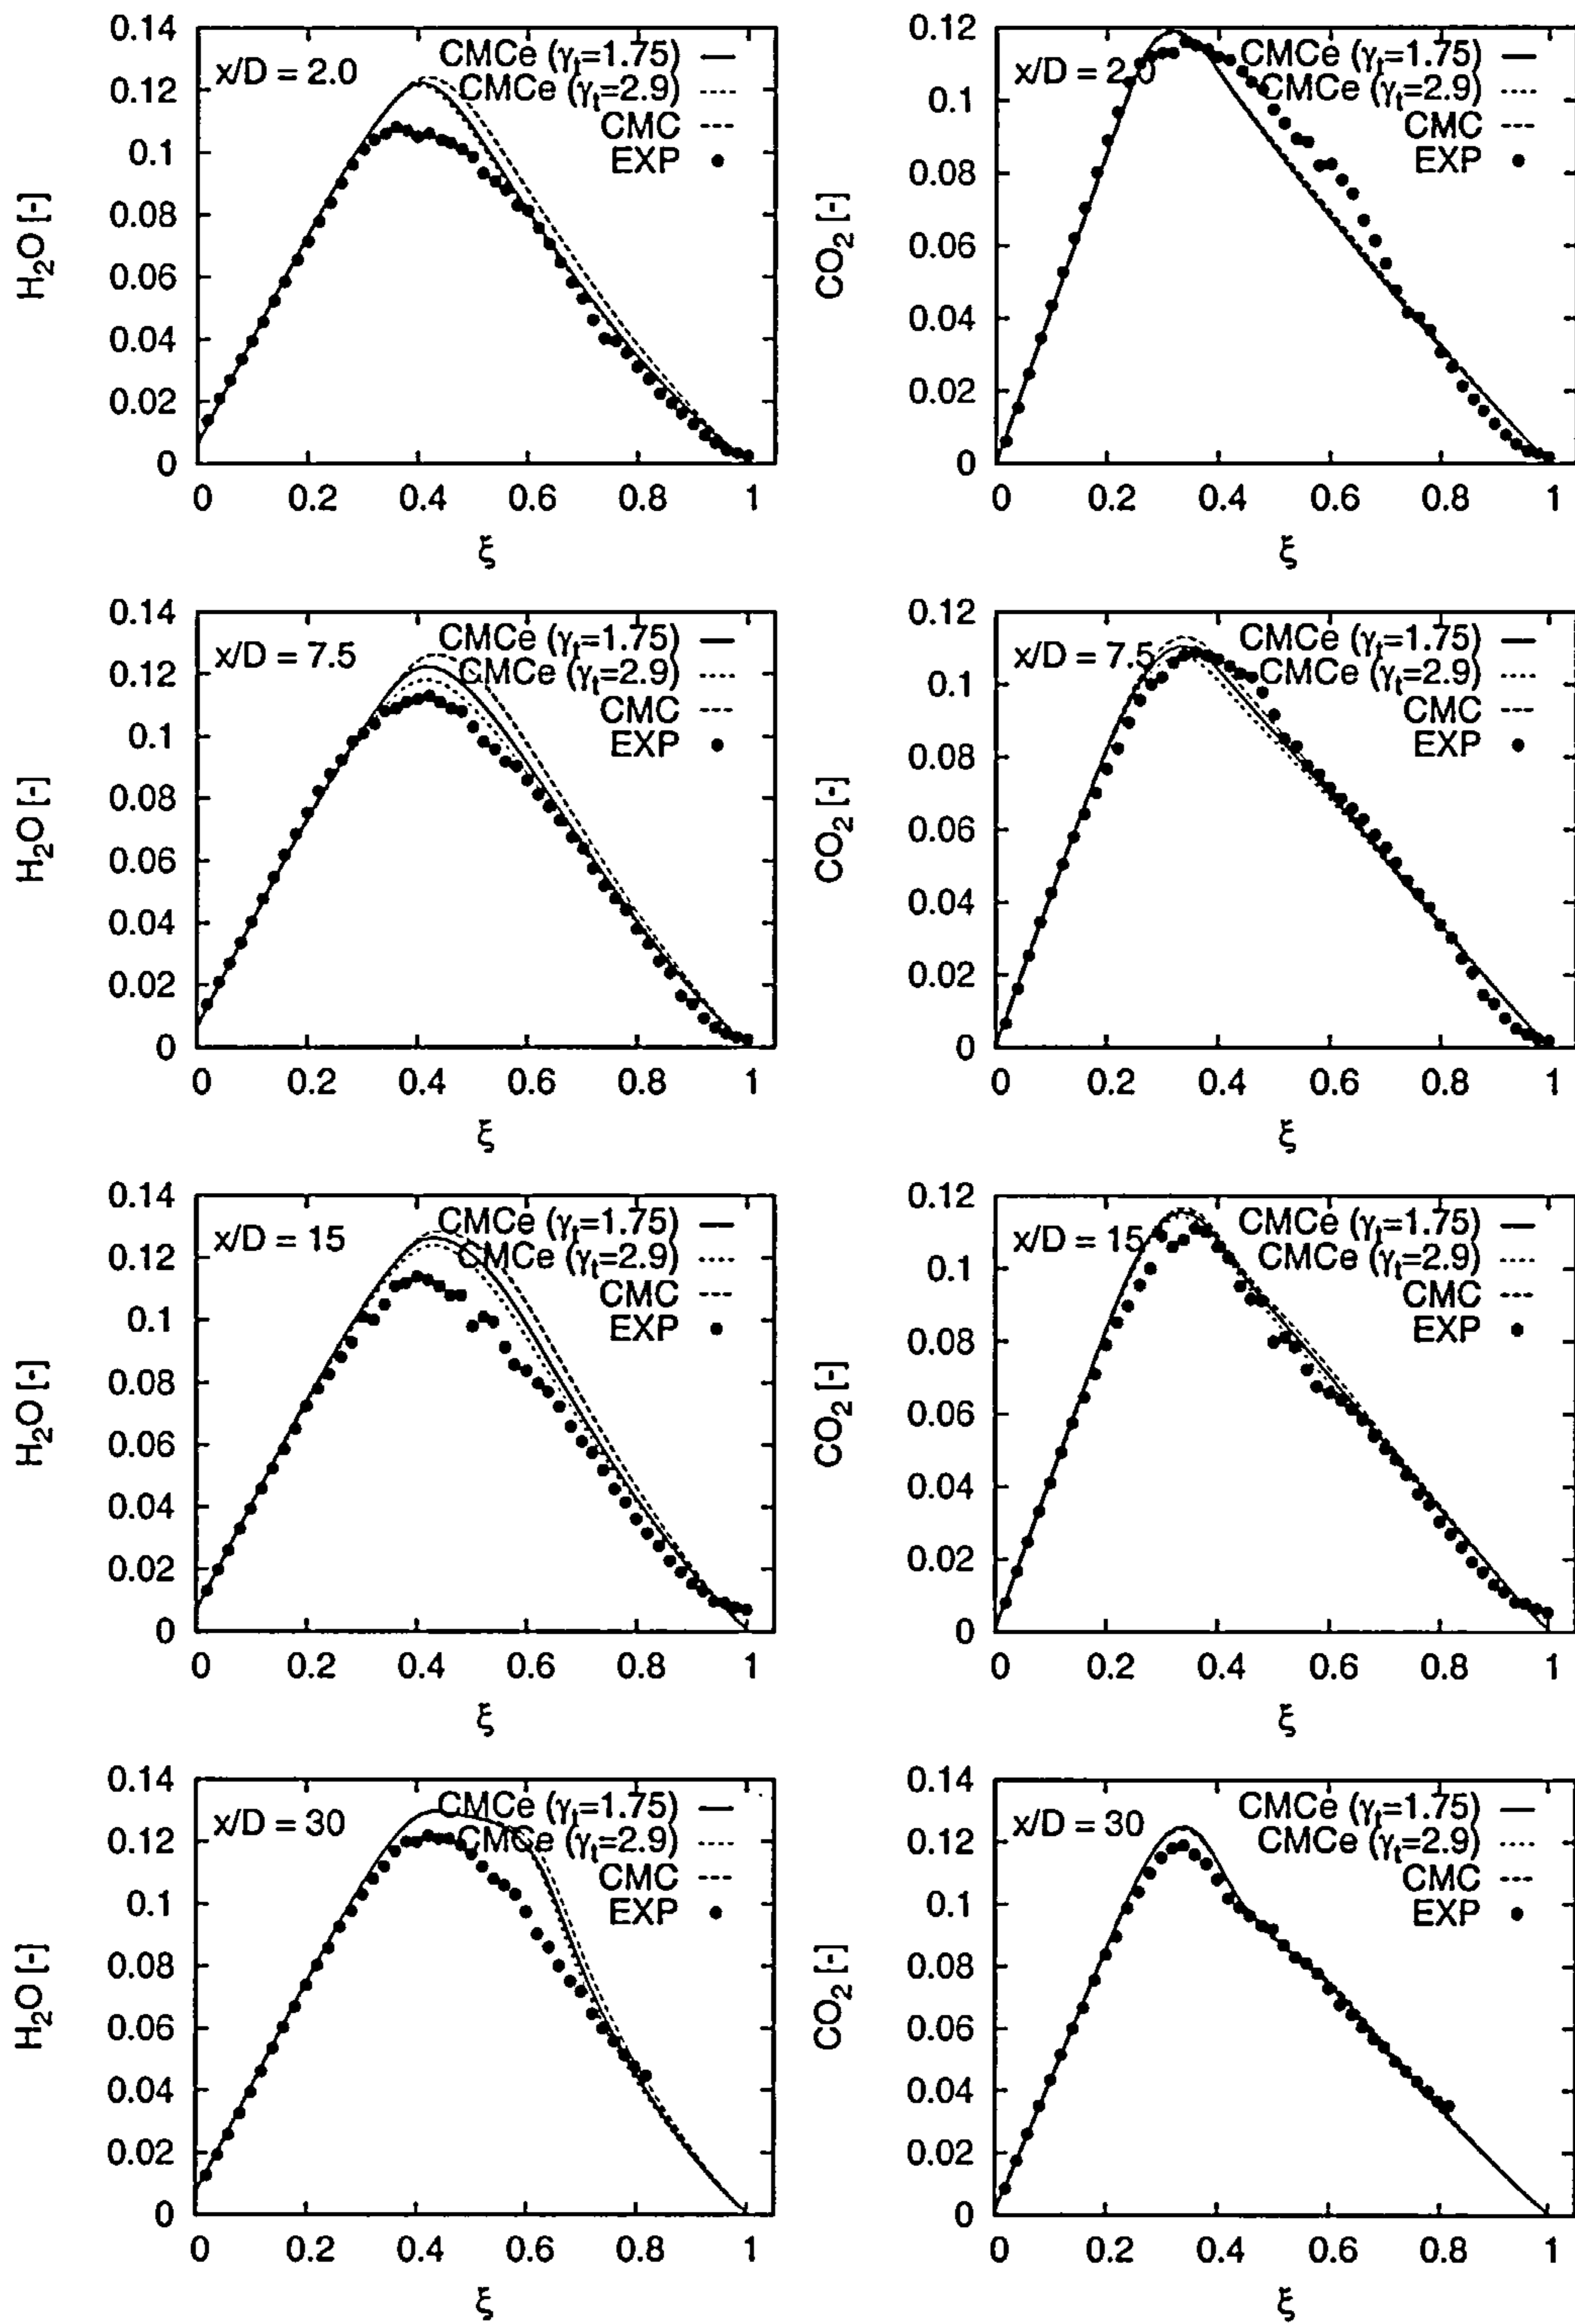 0.14
0.12
0.1
0.08
0.06
0.04
0.02
0
H₂O [-]
x/D = 2.0
CMCe (γₜ=1.75)
CMCe (γₜ=2.9)
CMC
EXP
0 0.2 0.4 0.6 0.8 1
ξ
0.12
0.1
0.08
0.06
0.04
0.02
0
CO₂ [-]
x/D = 2.0
CMCe (γₜ=1.75)
CMCe (γₜ=2.9)
CMC
EXP
0 0.2 0.4 0.6 0.8 1
ξ
0.14
0.12
0.1
0.08
0.06
0.04
0.02
0
H₂O [-]
x/D = 7.5
CMCe (γₜ=1.75)
CMCe (γₜ=2.9)
CMC
EXP
0 0.2 0.4 0.6 0.8 1
ξ
0.12
0.1
0.08
0.06
0.04
0.02
0
CO₂ [-]
x/D = 7.5
CMCe (γₜ=1.75)
CMCe (γₜ=2.9)
CMC
EXP
0 0.2 0.4 0.6 0.8 1
ξ
0.14
0.12
0.1
0.08
0.06
0.04
0.02
0
H₂O [-]
x/D = 15
CMCe (γₜ=1.75)
CMCe (γₜ=2.9)
CMC
EXP
0 0.2 0.4 0.6 0.8 1
ξ
0.12
0.1
0.08
0.06
0.04
0.02
0
CO₂ [-]
x/D = 15
CMCe (γₜ=1.75)
CMCe (γₜ=2.9)
CMC
EXP
0 0.2 0.4 0.6 0.8 1
ξ
0.14
0.12
0.1
0.08
0.06
0.04
0.02
0
H₂O [-]
x/D = 30
CMCe (γₜ=1.75)
CMCe (γₜ=2.9)
CMC
EXP
0 0.2 0.4 0.6 0.8 1
ξ
0.14
0.12
0.1
0.08
0.06
0.04
0.02
0
CO₂ [-]
x/D = 30
CMCe (γₜ=1.75)
CMCe (γₜ=2.9)
CMC
EXP
0 0.2 0.4 0.6 0.8 1
ξ